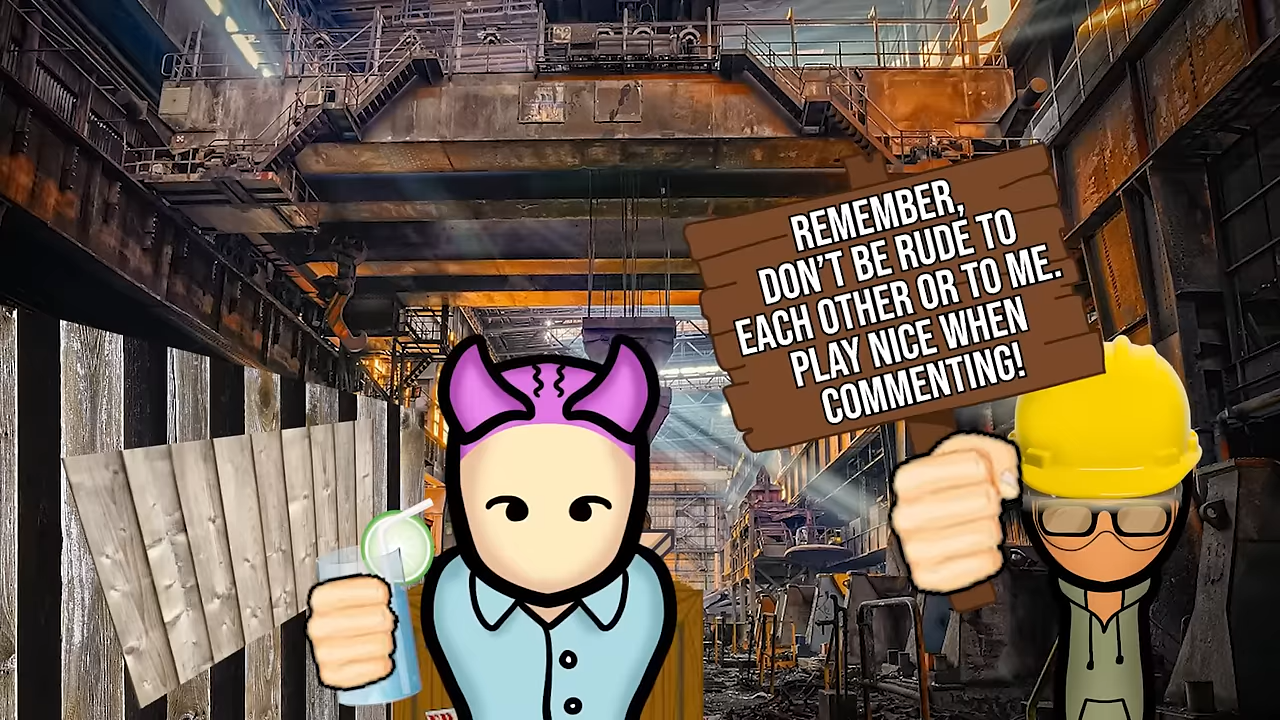 REMEMBER,
DON'T BE RUDE TO
EACH OTHER OR TO ME.
PLAY NICE WHEN
COMMENTING!